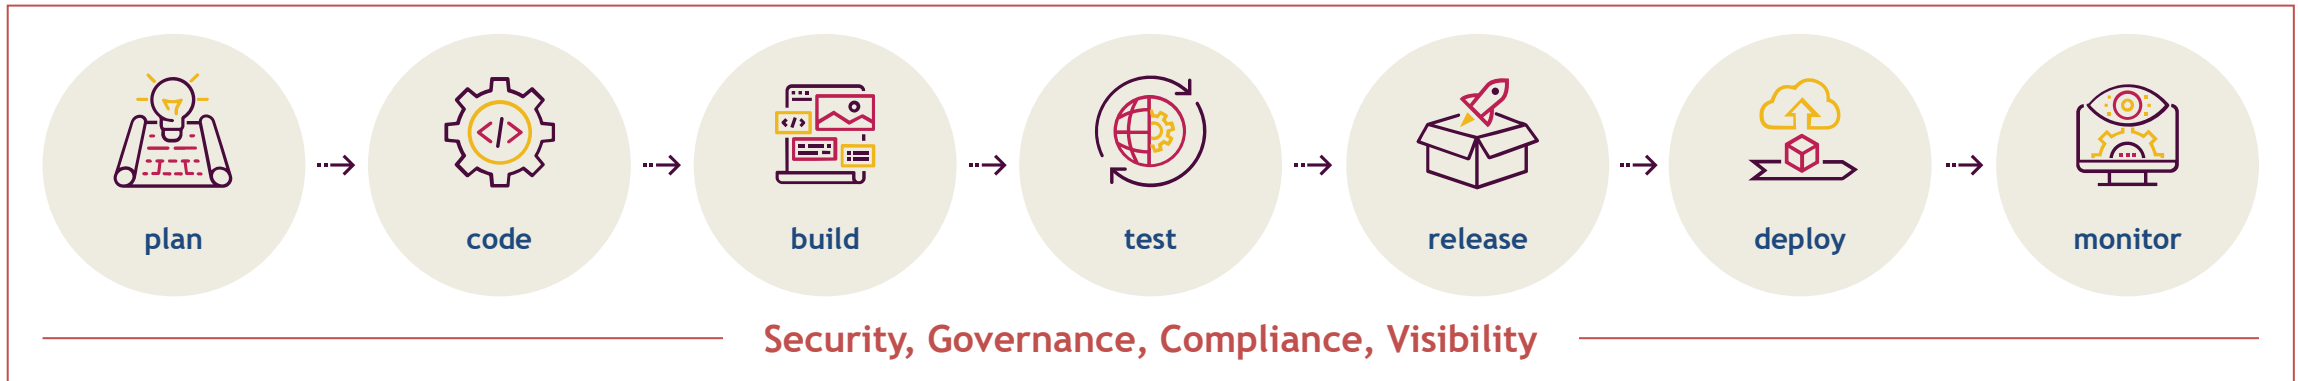 plan
code
build
test
release
deploy
monitor
Security, Governance, Compliance, Visibility